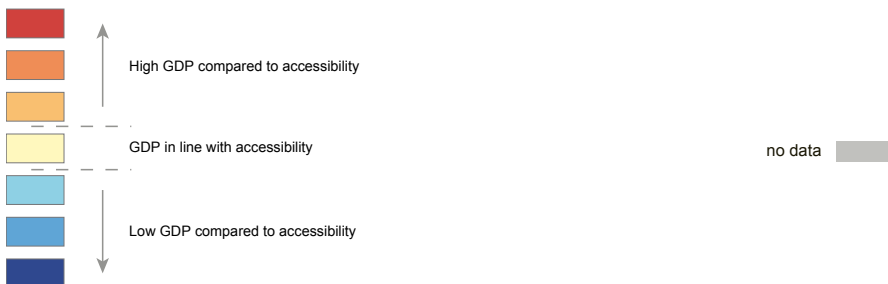 High GDP compared to accessibility
GDP in line with accessibility
no data
Low GDP compared to accessibility